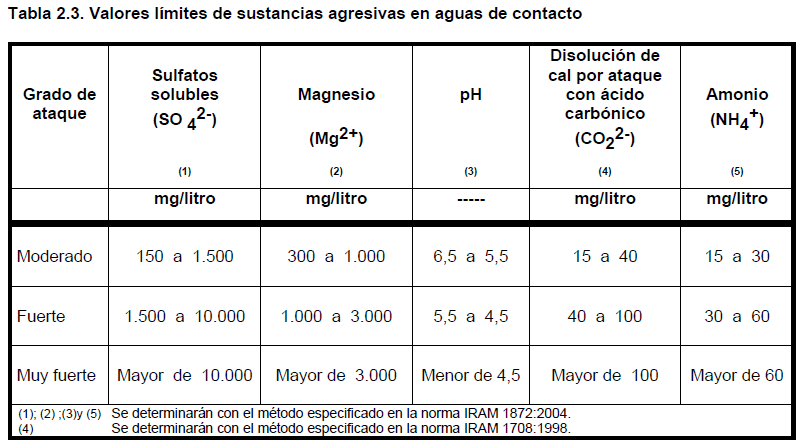 Tabla 2.3. Valores límites de sustancias agresivas en aguas de contacto
Grado de ataque | Sulfatos solubles (SO 4 2-) (1) | Magnesio (Mg2+) (2) | pH (3) | Disolución de cal por ataque con ácido carbónico (CO2 2-) (4) | Amonio (NH4+) (5)
mg/litro | mg/litro | ----- | mg/litro | mg/litro
Moderado | 150 a 1.500 | 300 a 1.000 | 6,5 a 5,5 | 15 a 40 | 15 a 30
Fuerte | 1.500 a 10.000 | 1.000 a 3.000 | 5,5 a 4,5 | 40 a 100 | 30 a 60
Muy fuerte | Mayor de 10.000 | Mayor de 3.000 | Menor de 4,5 | Mayor de 100 | Mayor de 60
(1); (2) ;(3)y (5) Se determinarán con el método especificado en la norma IRAM 1872:2004.
(4) Se determinarán con el método especificado en la norma IRAM 1708:1998.